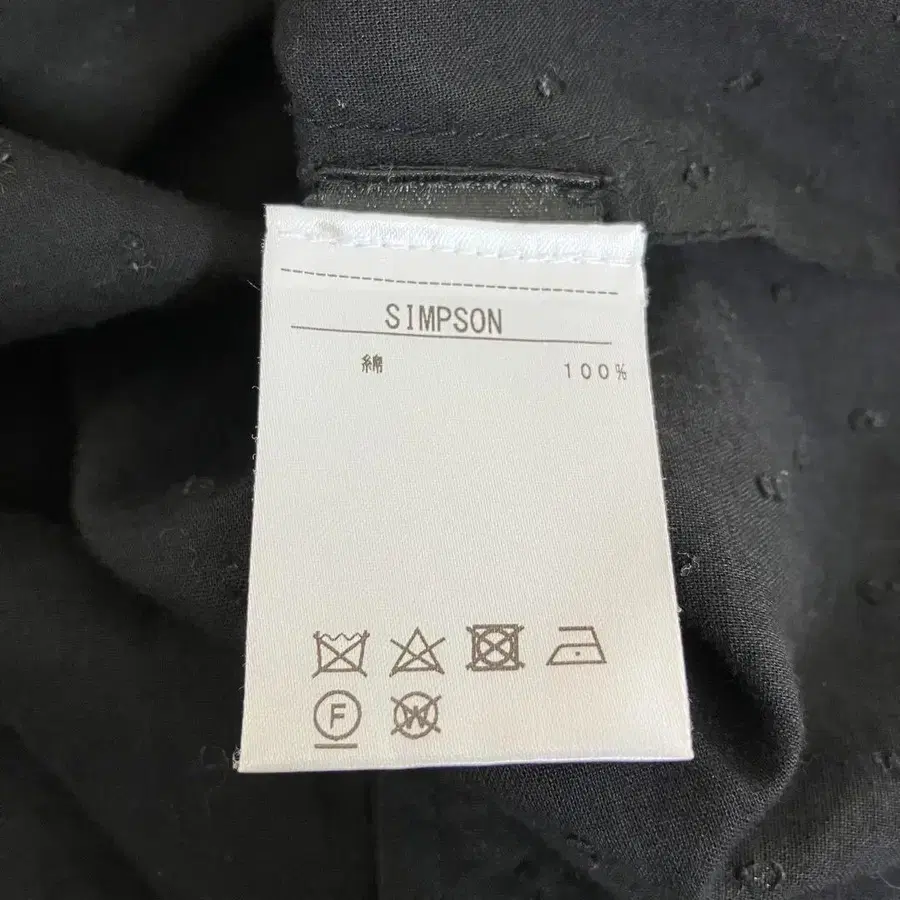 SIMPSON
綿 100%
F W